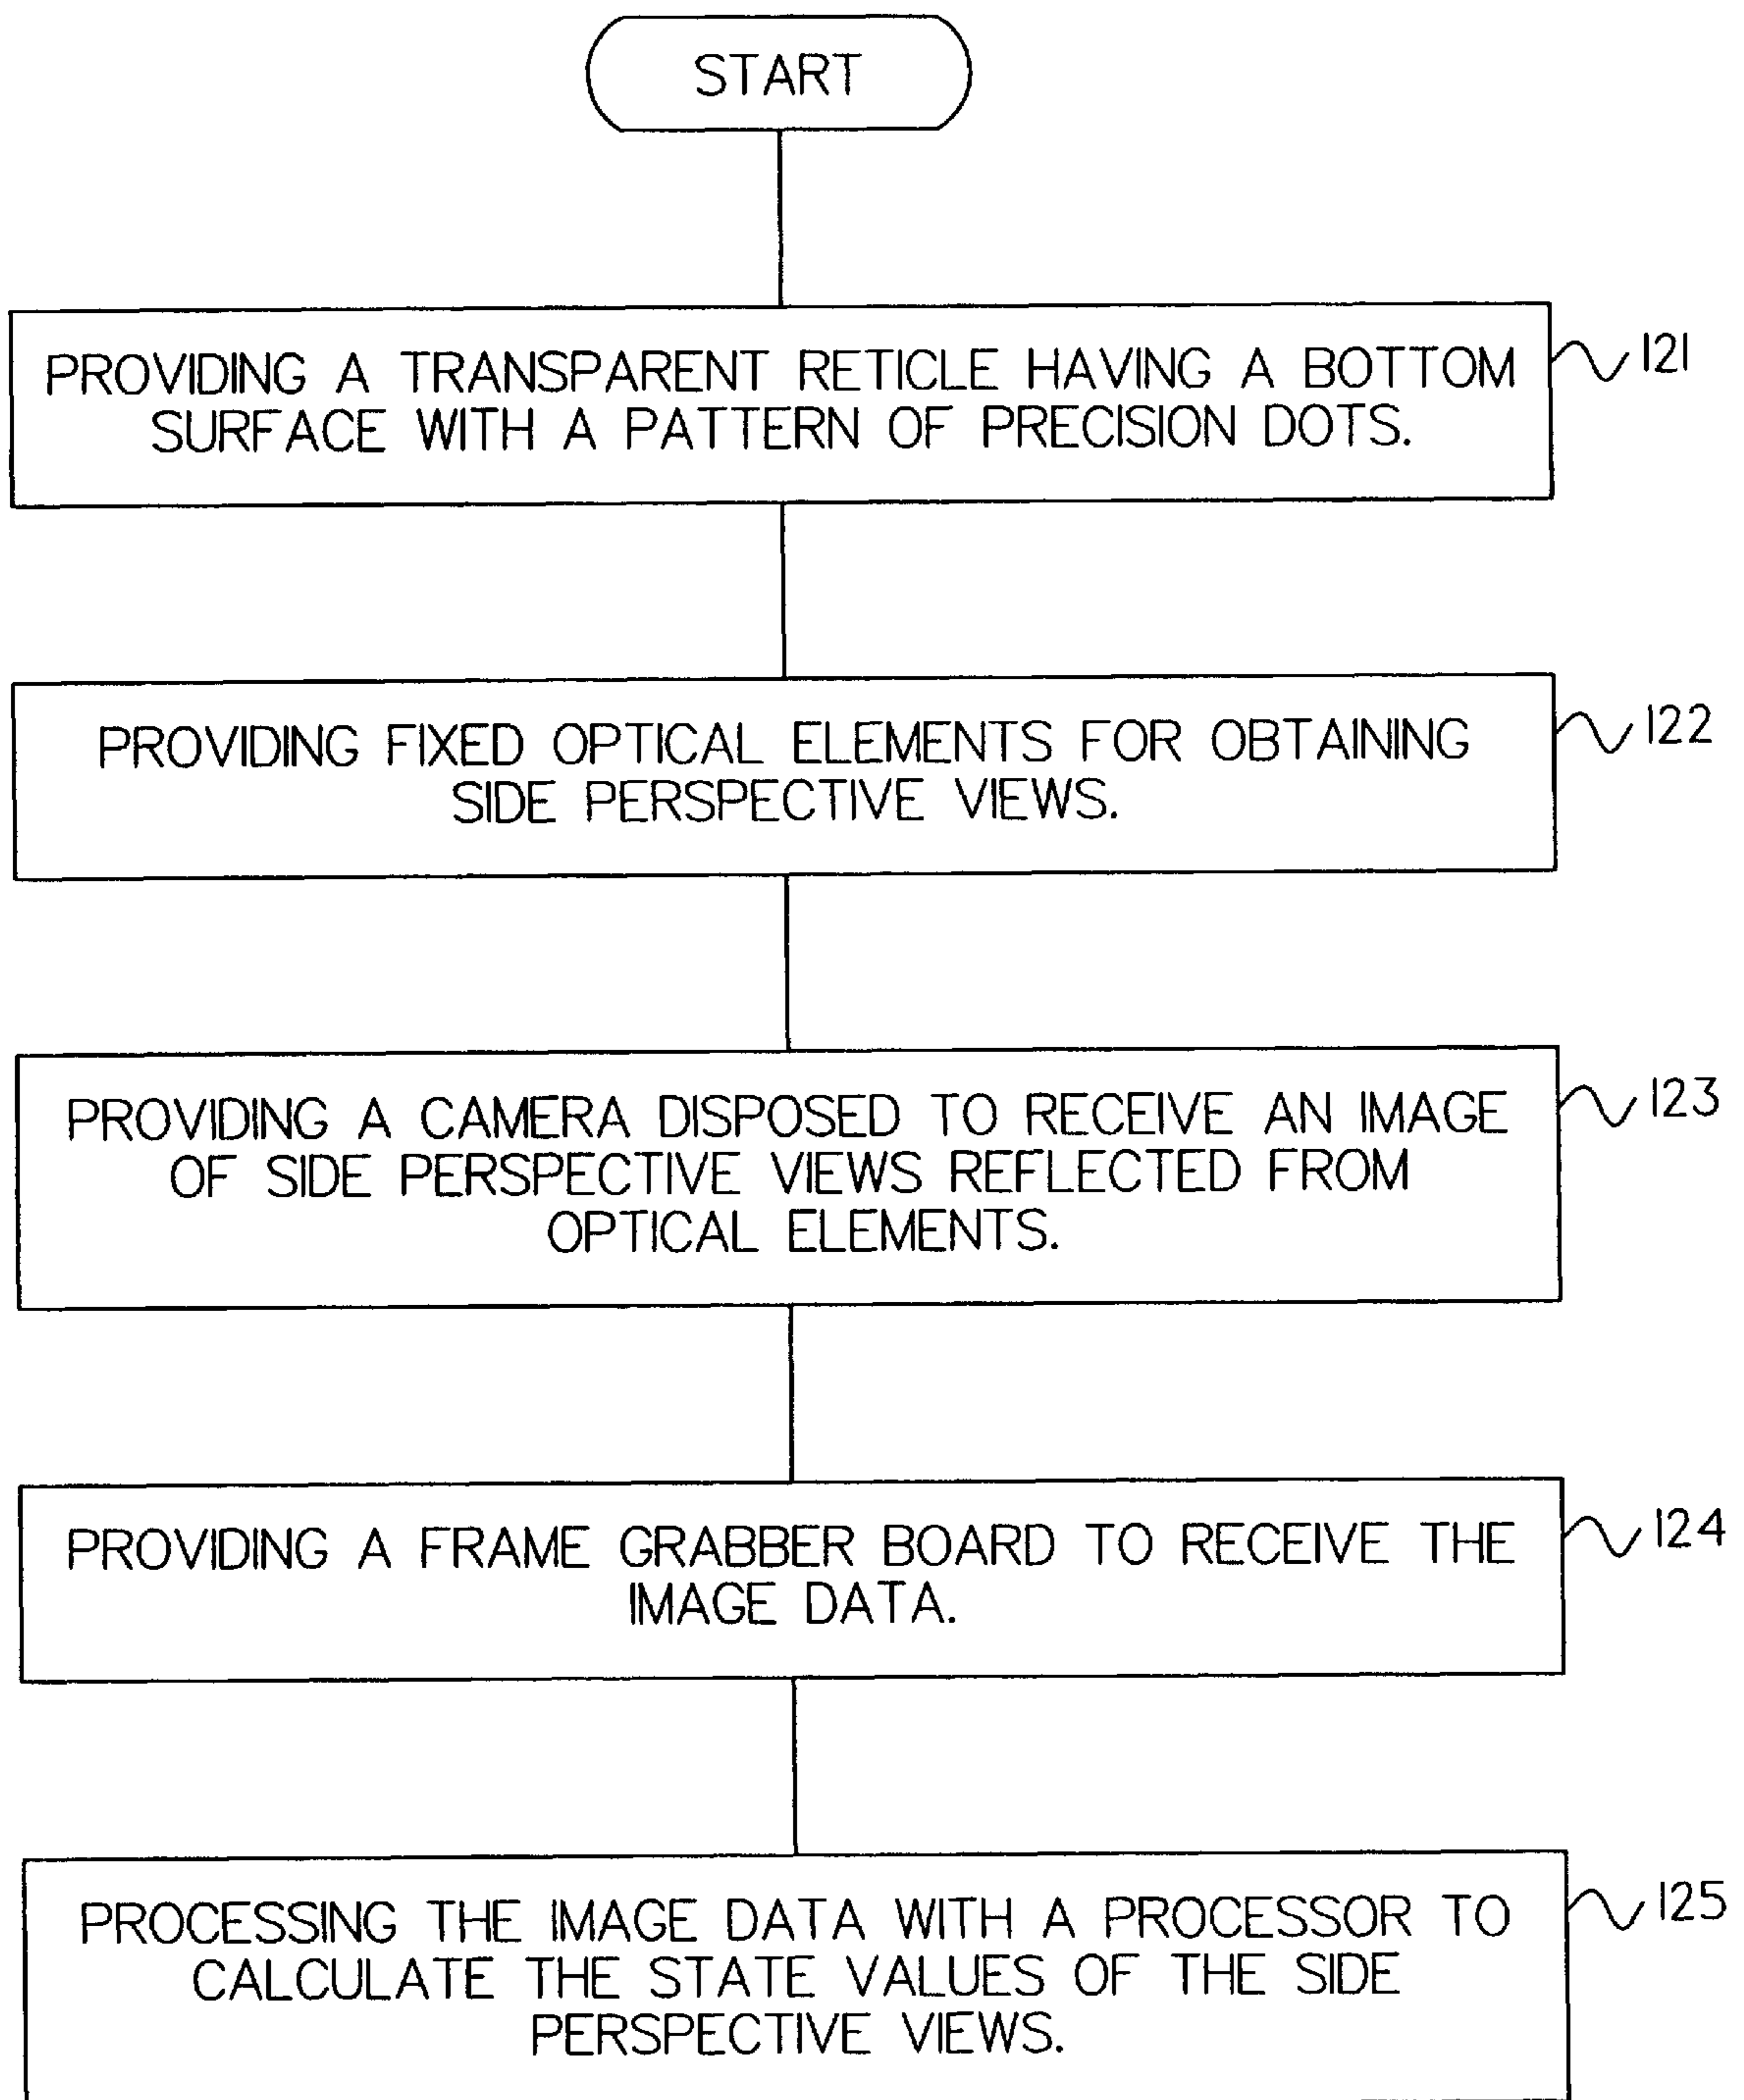 START
PROVIDING A TRANSPARENT RETICLE HAVING A BOTTOM
SURFACE WITH A PATTERN OF PRECISION DOTS.
121
PROVIDING FIXED OPTICAL ELEMENTS FOR OBTAINING
SIDE PERSPECTIVE VIEWS.
122
PROVIDING A CAMERA DISPOSED TO RECEIVE AN IMAGE
OF SIDE PERSPECTIVE VIEWS REFLECTED FROM
OPTICAL ELEMENTS.
123
PROVIDING A FRAME GRABBER BOARD TO RECEIVE THE
IMAGE DATA.
124
PROCESSING THE IMAGE DATA WITH A PROCESSOR TO
CALCULATE THE STATE VALUES OF THE SIDE
PERSPECTIVE VIEWS.
125